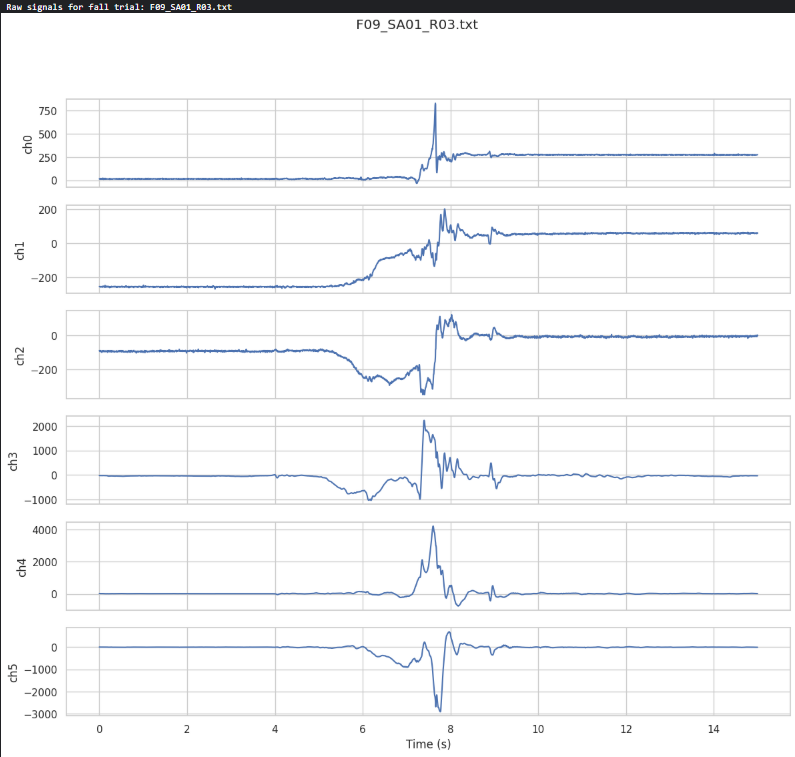 Raw signals for fall trial: F09_SA01_R03.txt
F09_SA01_R03.txt
750
500
250
0
ch0
200
0
−200
ch1
0
−200
ch2
2000
1000
0
−1000
ch3
4000
2000
0
ch4
0
−1000
−2000
−3000
ch5
0 2 4 6 8 10 12 14
Time (s)